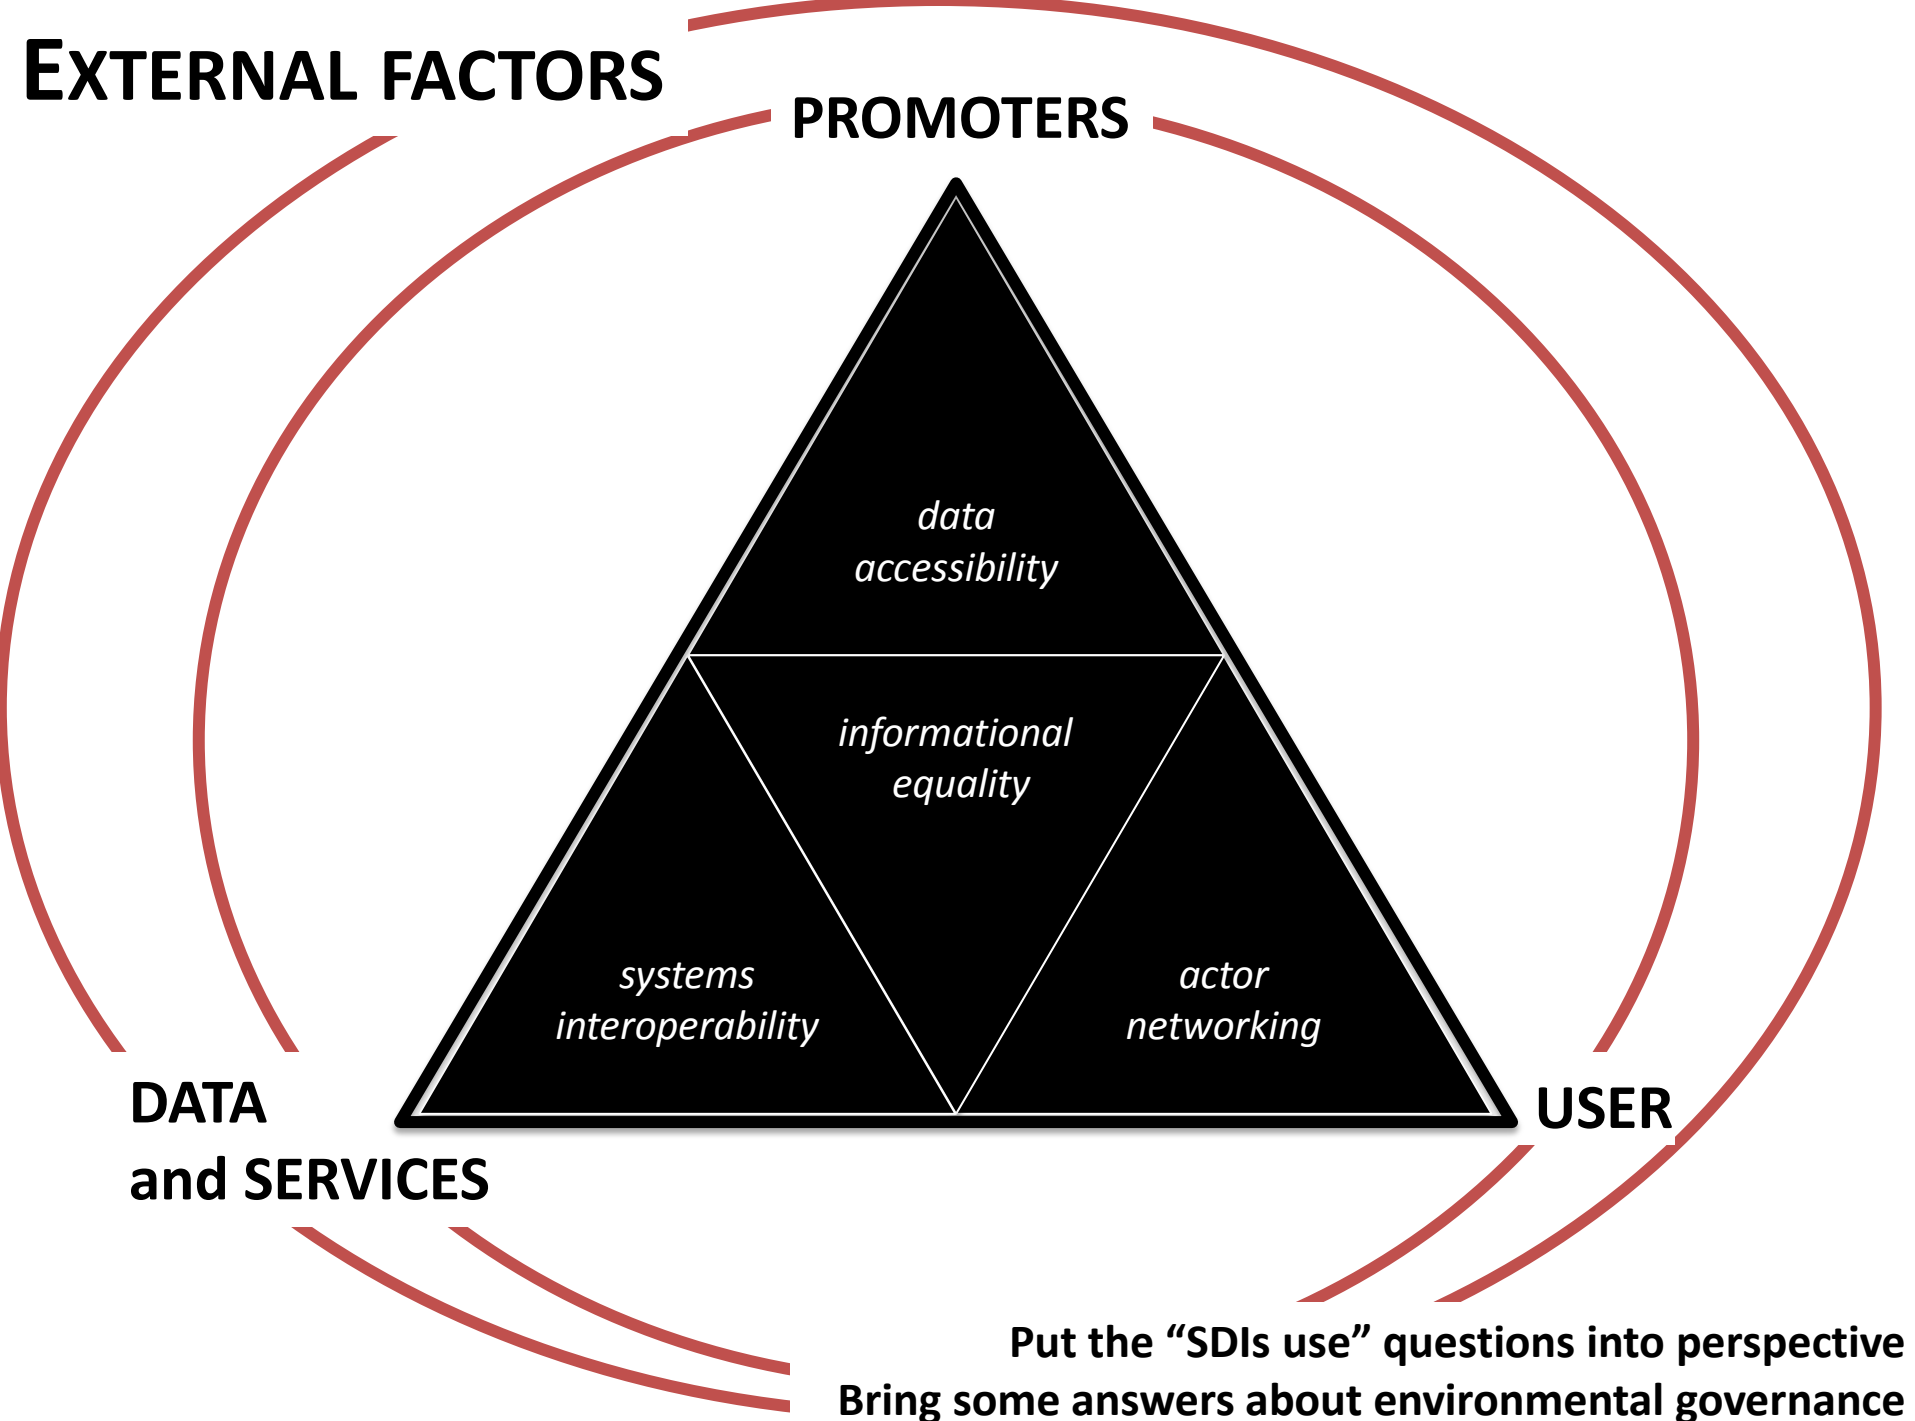 EXTERNAL FACTORS
PROMOTERS
data
accessibility
informational
equality
systems
interoperability
actor
networking
DATA
and SERVICES
USER
Put the “SDIs use” questions into perspective
Bring some answers about environmental governance